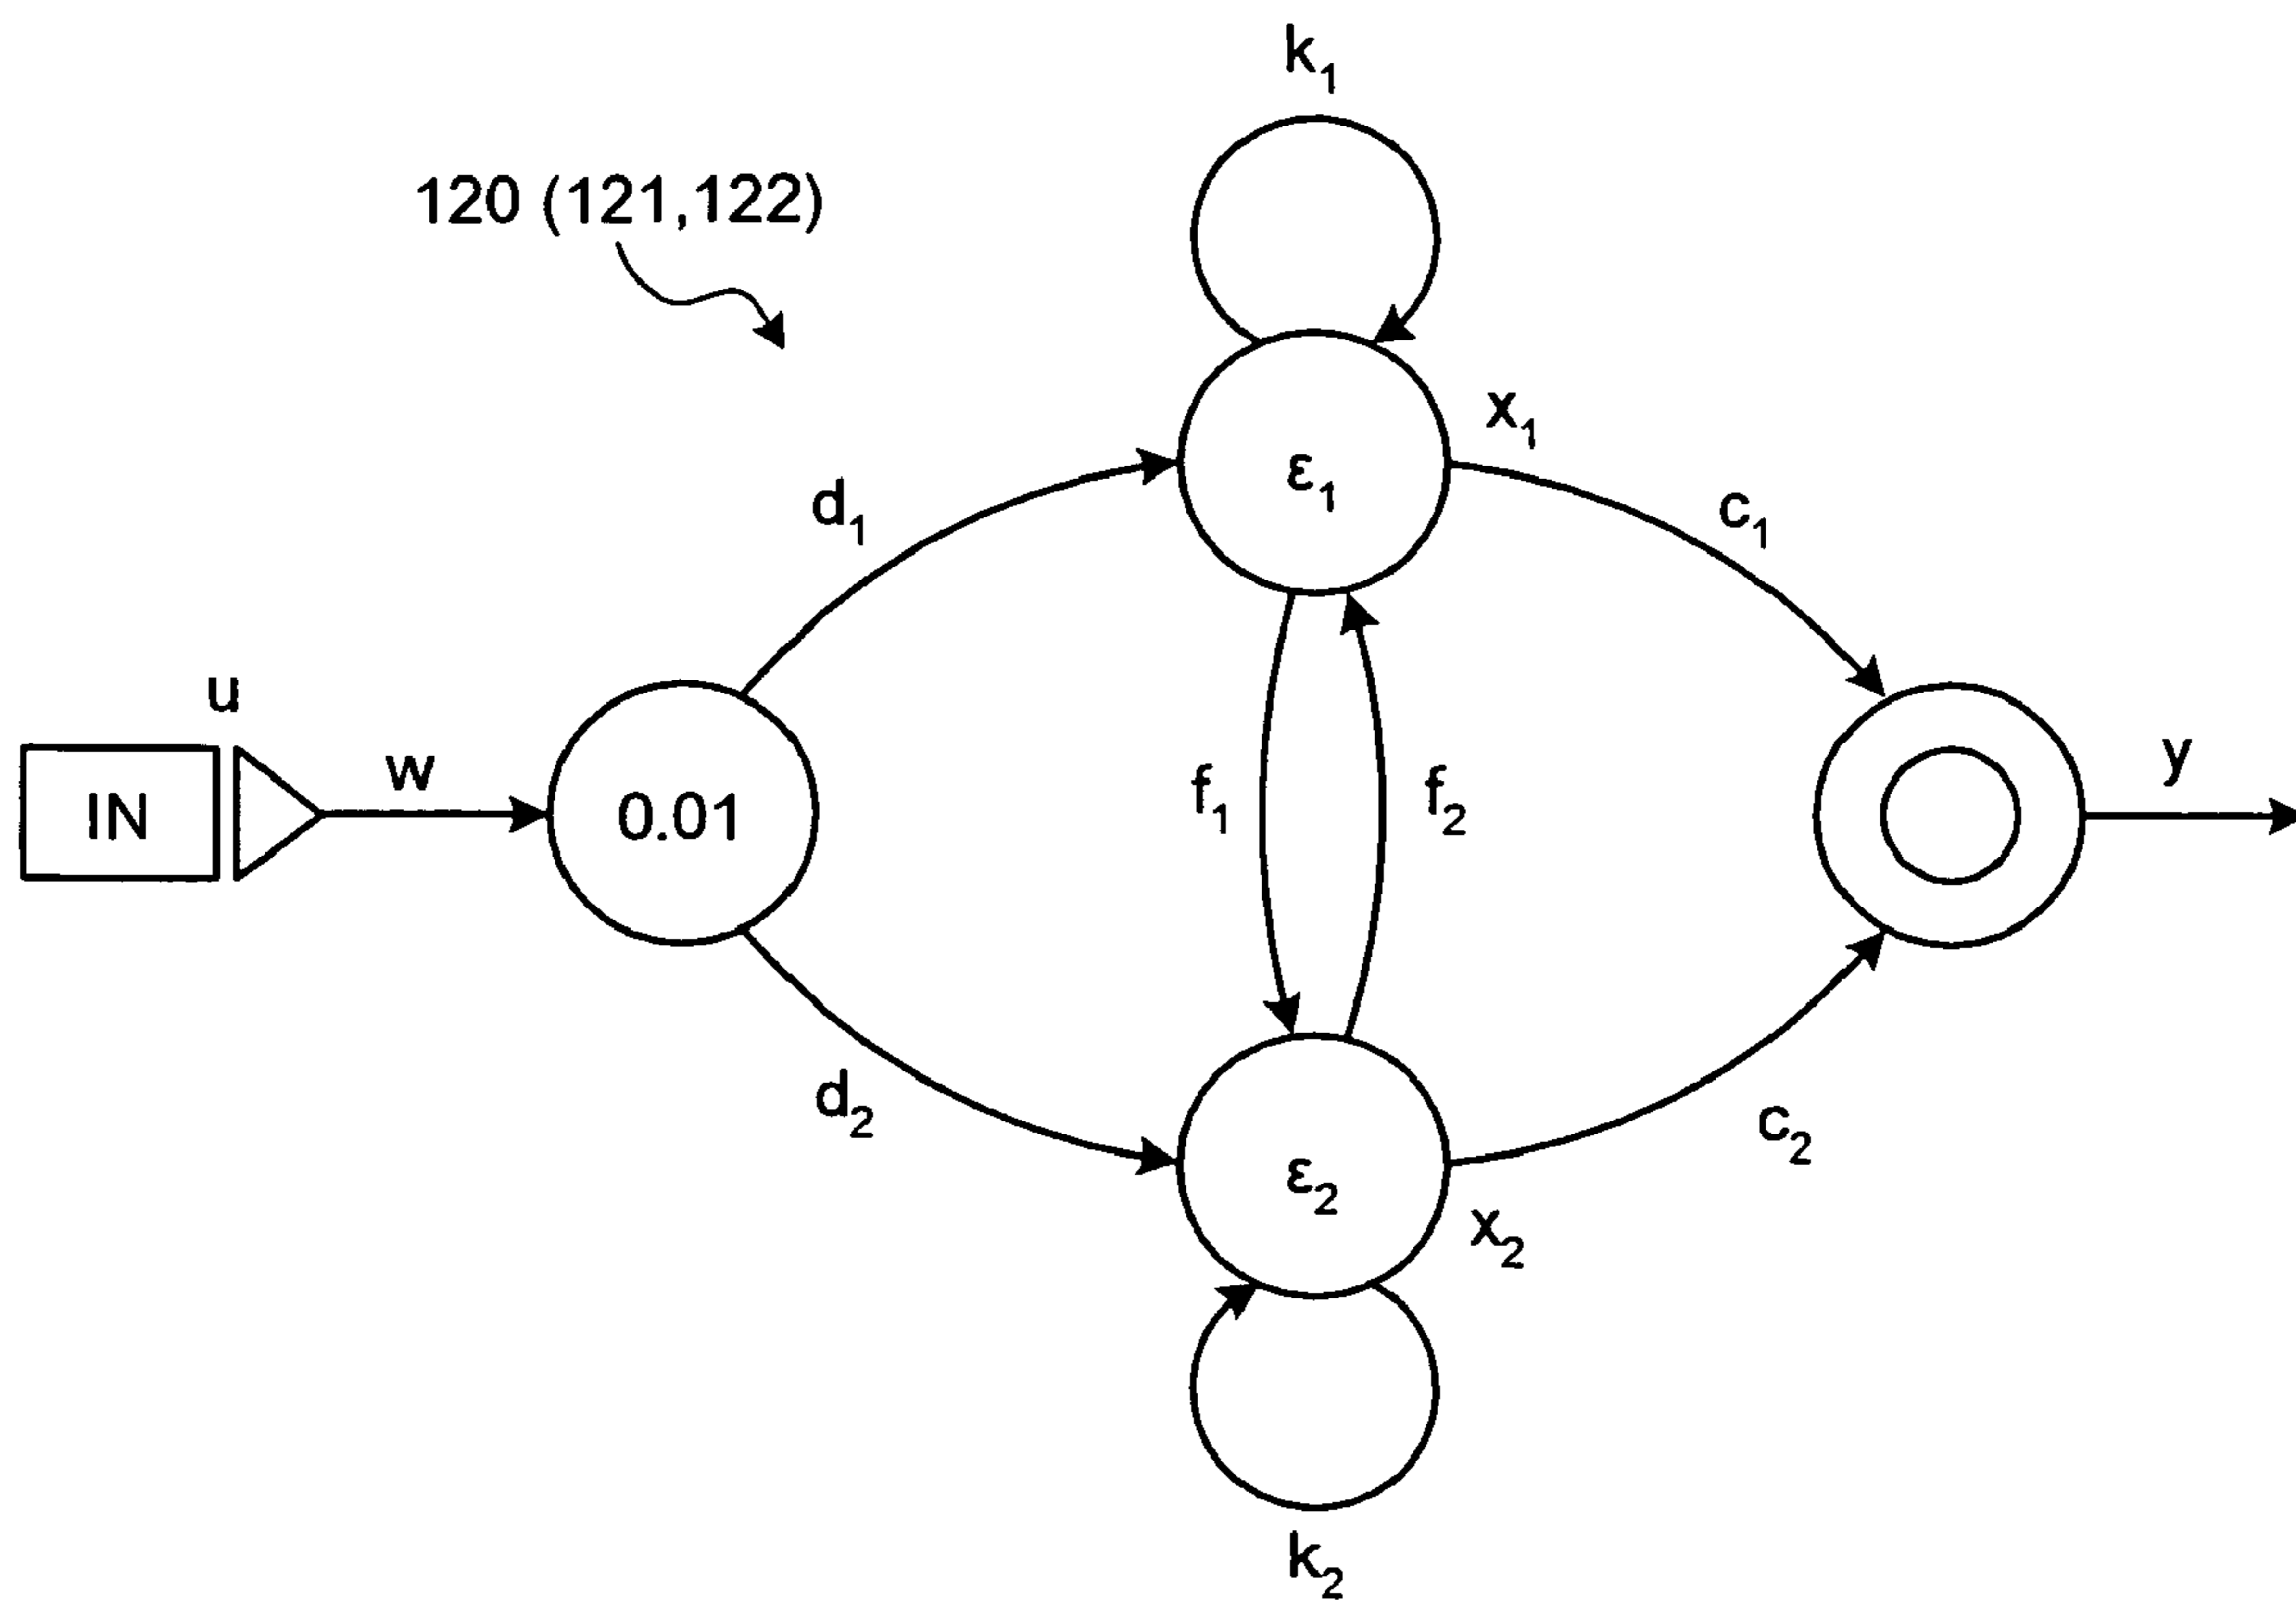 k₁
120 (121,122)
x₁
ε₁
d₁
c₁
u
w
IN
0.01
f₁
f₂
y
d₂
c₂
ε₂
x₂
k₂